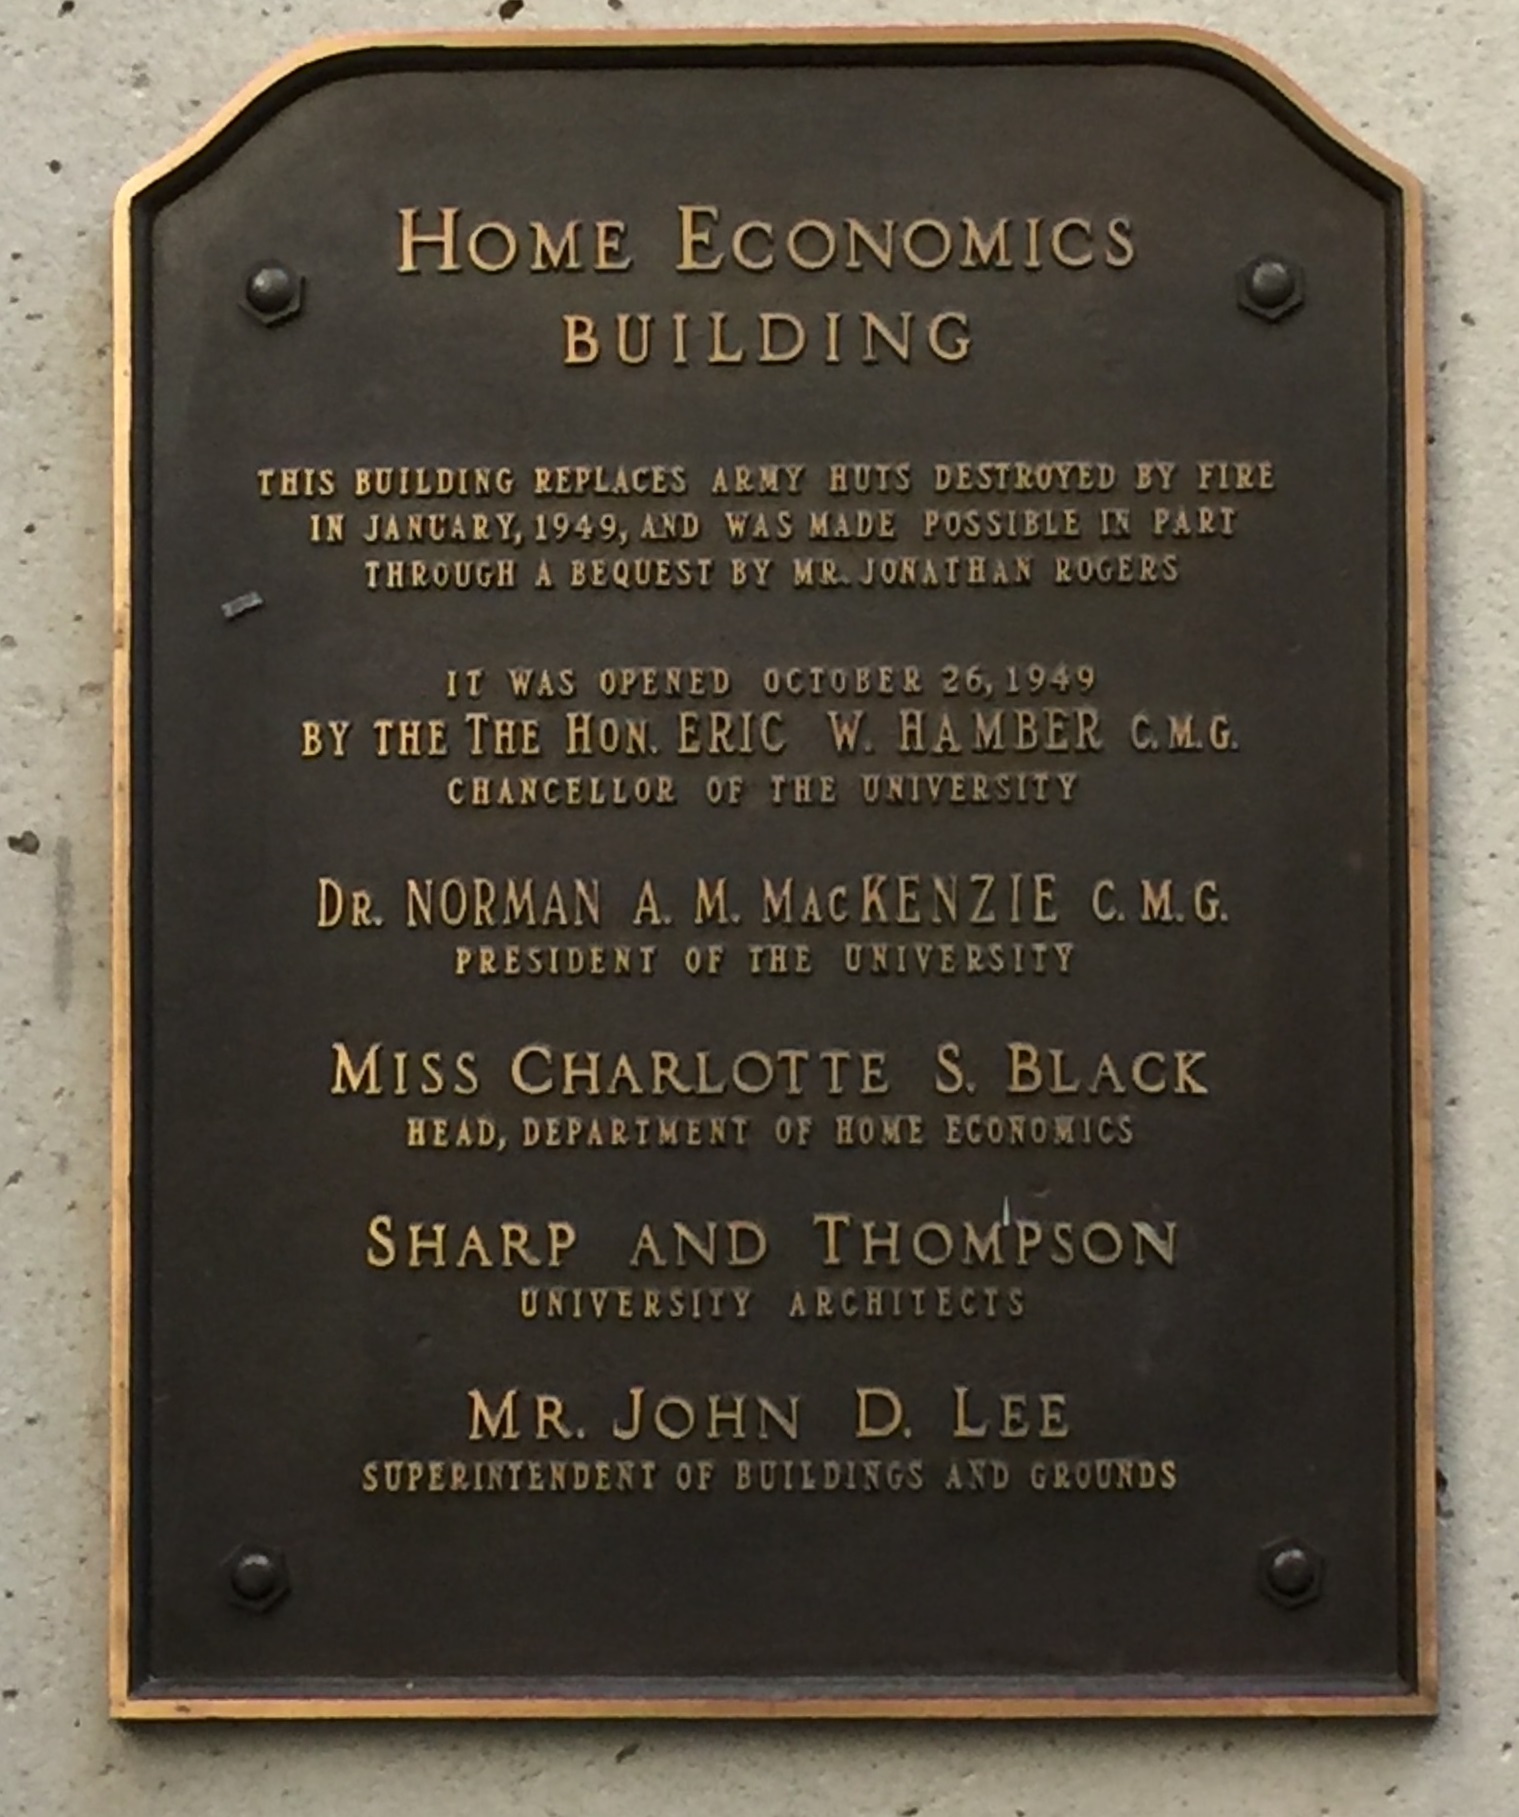 HOME ECONOMICS
BUILDING
THIS BUILDING REPLACES ARMY HUTS DESTROYED BY FIRE
IN JANUARY, 1949, AND WAS MADE POSSIBLE IN PART
THROUGH A BEQUEST BY MR. JONATHAN ROGERS
IT WAS OPENED OCTOBER 26, 1949
BY THE THE HON. ERIC W. HAMBER C.M.G.
CHANCELLOR OF THE UNIVERSITY
DR. NORMAN A. M. MACKENZIE C.M.G.
PRESIDENT OF THE UNIVERSITY
MISS CHARLOTTE S. BLACK
HEAD, DEPARTMENT OF HOME ECONOMICS
SHARP AND THOMPSON
UNIVERSITY ARCHITECTS
MR. JOHN D. LEE
SUPERINTENDENT OF BUILDINGS AND GROUNDS